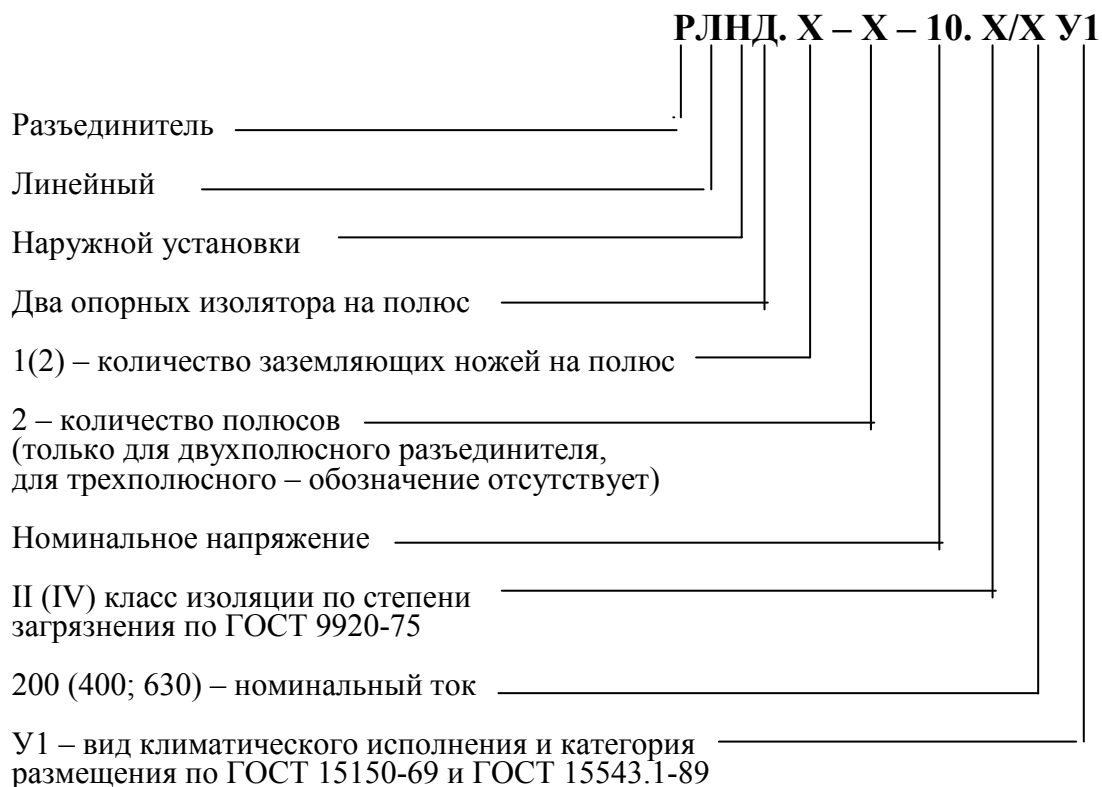 РЛНД. Х – Х – 10. Х/Х У1
Разъединитель
Линейный
Наружной установки
Два опорных изолятора на полюс
1(2) – количество заземляющих ножей на полюс
2 – количество полюсов
(только для двухполюсного разъединителя,
для трехполюсного – обозначение отсутствует)
Номинальное напряжение
II (IV) класс изоляции по степени
загрязнения по ГОСТ 9920-75
200 (400; 630) – номинальный ток
У1 – вид климатического исполнения и категория
размещения по ГОСТ 15150-69 и ГОСТ 15543.1-89